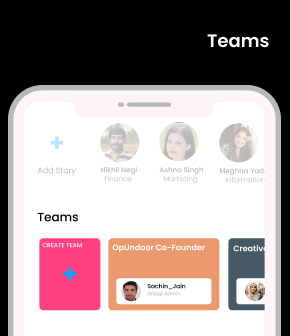 Teams
Add Story
Nikhil Negi
Finance
Ashna Singh
Marketing
Meghna Yad
information
Teams
CREATE TEAM
OpUndoor Co-Founder
Sachin_Jain
Group Admin
Creative